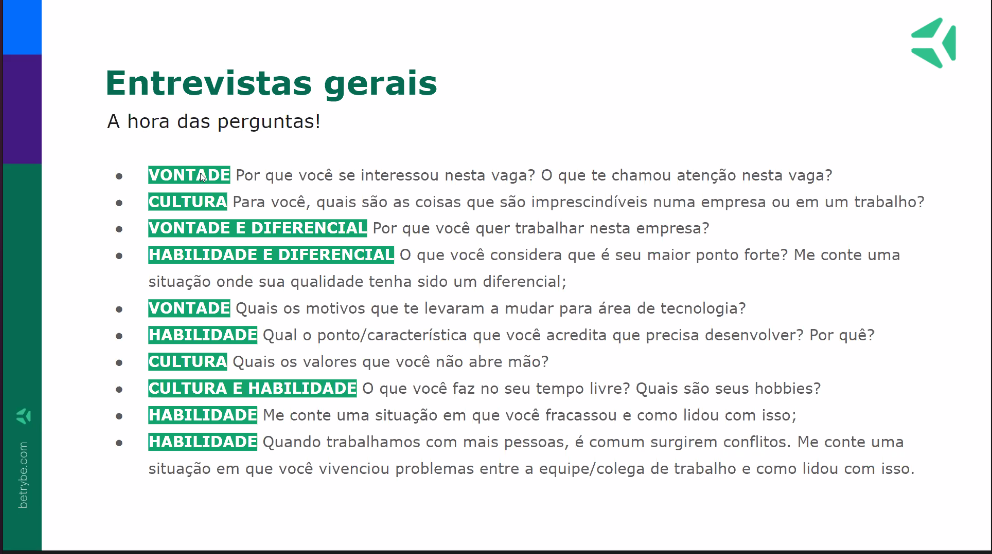 Entrevistas gerais
A hora das perguntas!
● VONTADE Por que você se interessou nesta vaga? O que te chamou atenção nesta vaga?
● CULTURA Para você, quais são as coisas que são imprescindíveis numa empresa ou em um trabalho?
● VONTADE E DIFERENCIAL Por que você quer trabalhar nesta empresa?
● HABILIDADE E DIFERENCIAL O que você considera que é seu maior ponto forte? Me conte uma
situação onde sua qualidade tenha sido um diferencial;
● VONTADE Quais os motivos que te levaram a mudar para área de tecnologia?
● HABILIDADE Qual o ponto/característica que você acredita que precisa desenvolver? Por quê?
● CULTURA Quais os valores que você não abre mão?
● CULTURA E HABILIDADE O que você faz no seu tempo livre? Quais são seus hobbies?
● HABILIDADE Me conte uma situação em que você fracassou e como lidou com isso;
● HABILIDADE Quando trabalhamos com mais pessoas, é comum surgirem conflitos. Me conte uma
situação em que você vivenciou problemas entre a equipe/colega de trabalho e como lidou com isso.
betrybe.com